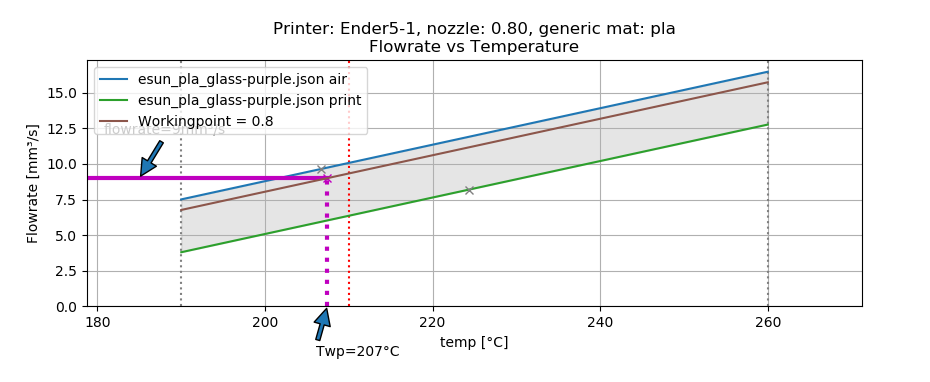 Printer: Ender5-1, nozzle: 0.80, generic mat: pla
Flowrate vs Temperature
esun_pla_glass-purple.json air
esun_pla_glass-purple.json print
Workingpoint = 0.8
flowrate=9mm³/s
Flowrate [mm³/s]
15.0
12.5
10.0
7.5
5.0
2.5
0.0
180
200
220
240
260
temp [°C]
Twp=207°C